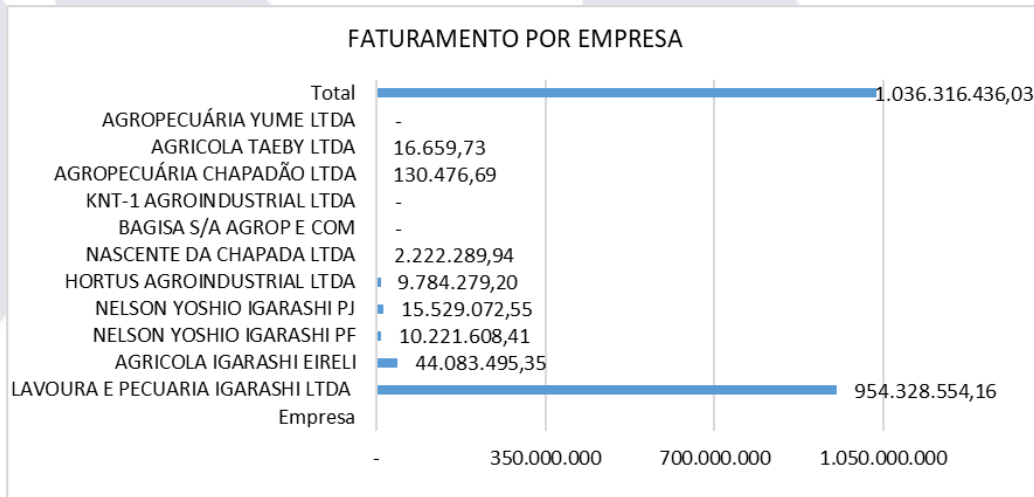 FATURAMENTO POR EMPRESA
Total 1.036.316.436,03
AGROPECUÁRIA YUME LTDA -
AGRICOLA TAEBY LTDA 16.659,73
AGROPECUÁRIA CHAPADÃO LTDA 130.476,69
KNT-1 AGROINDUSTRIAL LTDA -
BAGISA S/A AGROP E COM -
NASCENTE DA CHAPADA LTDA 2.222.289,94
HORTUS AGROINDUSTRIAL LTDA 9.784.279,20
NELSON YOSHIO IGARASHI PJ 15.529.072,55
NELSON YOSHIO IGARASHI PF 10.221.608,41
AGRICOLA IGARASHI EIRELI 44.083.495,35
LAVOURA E PECUARIA IGARASHI LTDA 954.328.554,16
Empresa
- 350.000.000 700.000.000 1.050.000.000